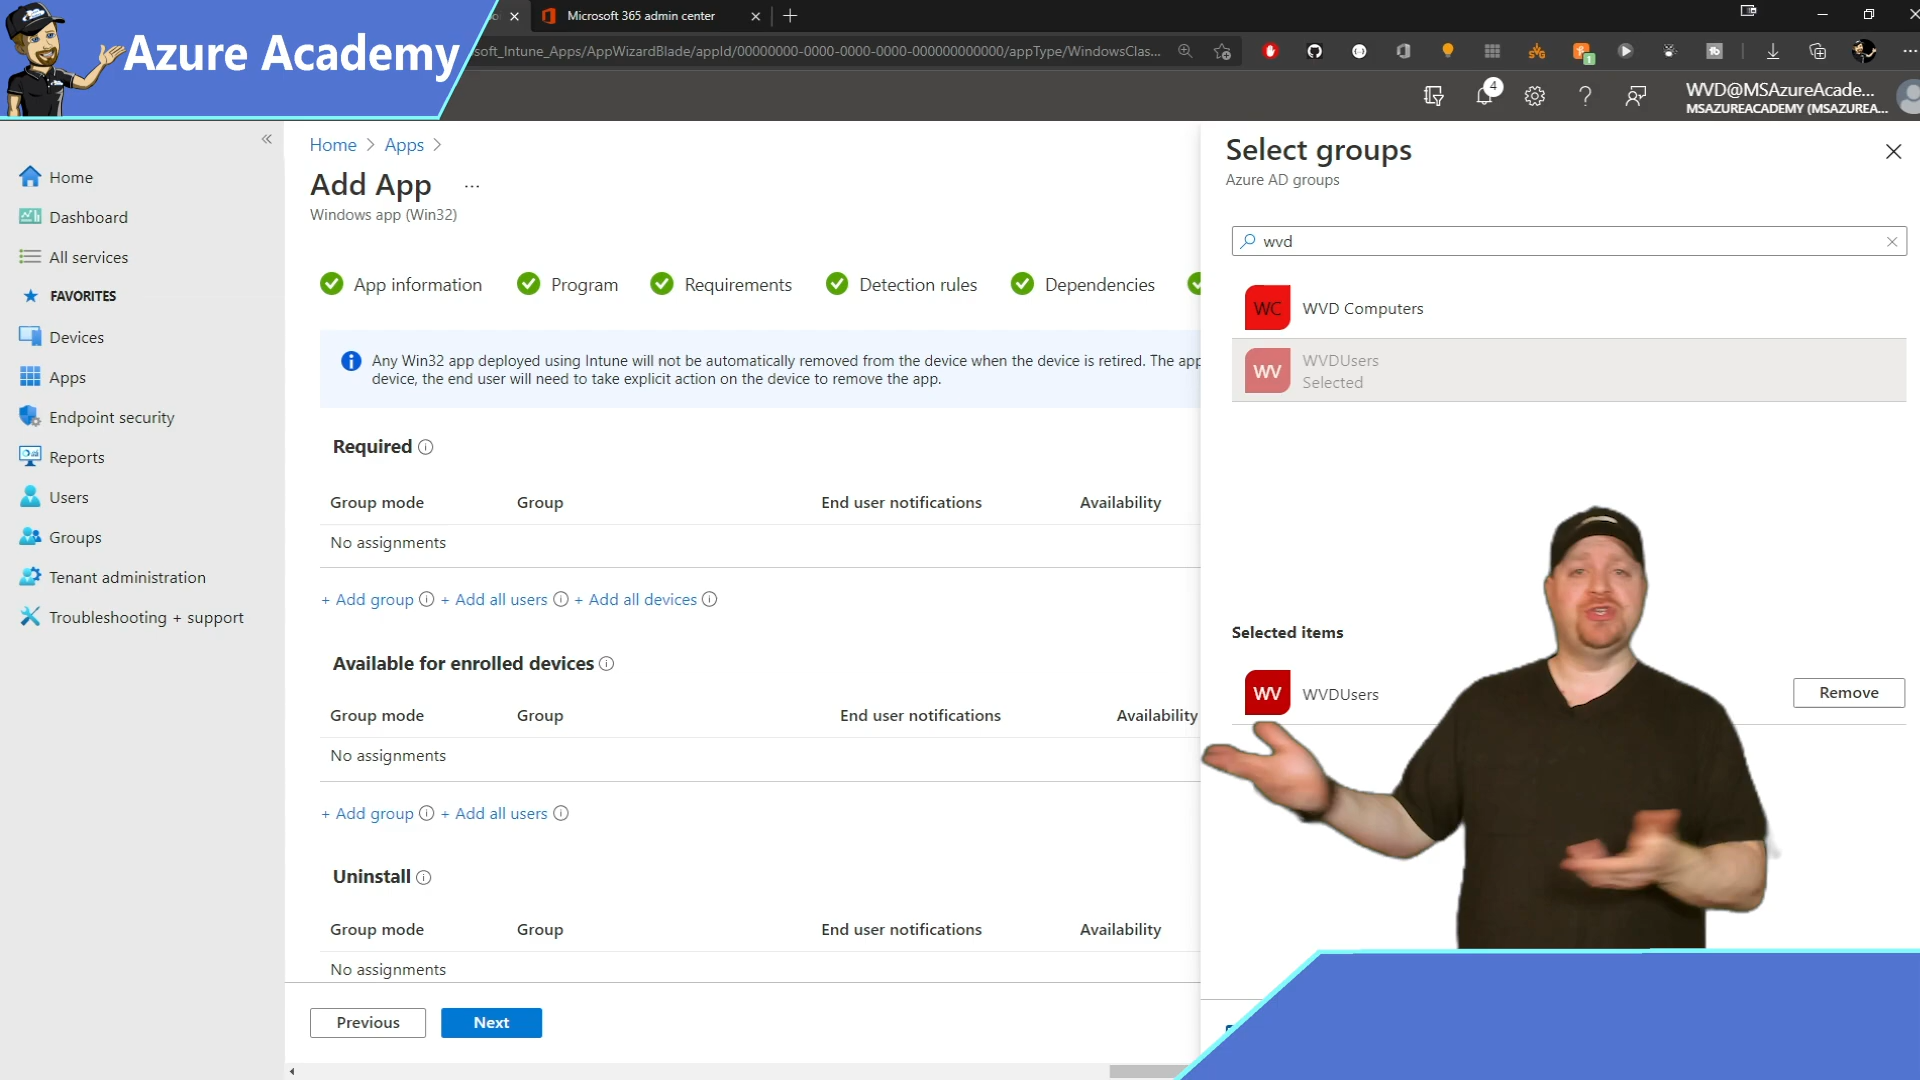 Azure Academy
Microsoft 365 admin center
soft_Intune_Apps/AppWizardBlade/appId/00000000-0000-0000-0000-000000000000/appType/WindowsClas...
1
4
WVD@MSAzureAcade...
MSAZUREACADEMY (MSAZUREA...
Home
Dashboard
All services
FAVORITES
Devices
Apps
Endpoint security
Reports
Users
Groups
Tenant administration
Troubleshooting + support
Home > Apps >
Add App ...
Windows app (Win32)
App information Program Requirements Detection rules Dependencies
Any Win32 app deployed using Intune will not be automatically removed from the device when the device is retired. The app
device, the end user will need to take explicit action on the device to remove the app.
Required
Group mode Group End user notifications Availability
No assignments
+ Add group + Add all users + Add all devices
Available for enrolled devices
Group mode Group End user notifications Availability
No assignments
+ Add group + Add all users
Uninstall
Group mode Group End user notifications Availability
No assignments
Previous Next
Select groups
Azure AD groups
wvd
WC WVD Computers
WV WVDUsers
Selected
Selected items
WV WVDUsers Remove